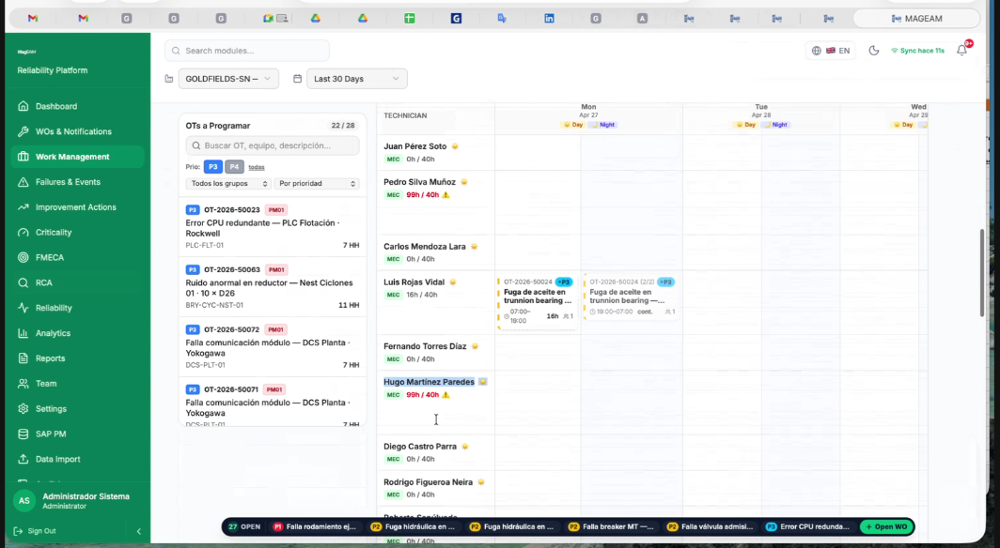 MAGEAM
MageEAM
Reliability Platform
Dashboard
WOs & Notifications
Work Management
Failures & Events
Improvement Actions
Criticality
FMECA
RCA
Reliability
Analytics
Reports
Team
Settings
SAP PM
Data Import
AS
Administrador Sistema
Administrator
Sign Out
Search modules...
EN
Sync hace 11s
9+
GOLDFIELDS-SN —
Last 30 Days
OTs a Programar 22 / 28
Buscar OT, equipo, descripción...
Prio: P3 P4 todas
Todos los grupos Por prioridad
P3 OT-2026-50023 PM01
Error CPU redundante — PLC Flotación ·
Rockwell
PLC-FLT-01 7 HH
P3 OT-2026-50063 PM01
Ruido anormal en reductor — Nest Ciclones
01 · 10 × D26
BRY-CYC-NST-01 11 HH
P3 OT-2026-50072 PM01
Falla comunicación módulo — DCS Planta ·
Yokogawa
DCS-PLT-01 7 HH
P3 OT-2026-50071 PM01
Falla comunicación módulo — DCS Planta ·
Yokogawa
DCS-PLT-01 7 HH
TECHNICIAN
Mon
Apr 27
Day Night
Tue
Apr 28
Day Night
Wed
Apr 29
Day
Juan Pérez Soto
MEC 0h / 40h
Pedro Silva Muñoz
MEC 99h / 40h
Carlos Mendoza Lara
MEC 0h / 40h
Luis Rojas Vidal
MEC 16h / 40h
OT-2026-50024 P3
Fuga de aceite en
trunnion bearing ...
07:00–
19:00
16h 1
OT-2026-50024 (2/2) P3
Fuga de aceite en
trunnion bearing —...
19:00–07:00 cont. 1
Fernando Torres Díaz
MEC 0h / 40h
Hugo Martínez Paredes
MEC 99h / 40h
Diego Castro Parra
MEC 0h / 40h
Rodrigo Figueroa Neira
MEC 0h / 40h
27 OPEN P1 Falla rodamiento ej... P2 Fuga hidráulica en ... P2 Fuga hidráulica en ... P2 Falla breaker MT —... P2 Falla válvula admisi... P3 Error CPU redunda... + Open WO
0h / 40h